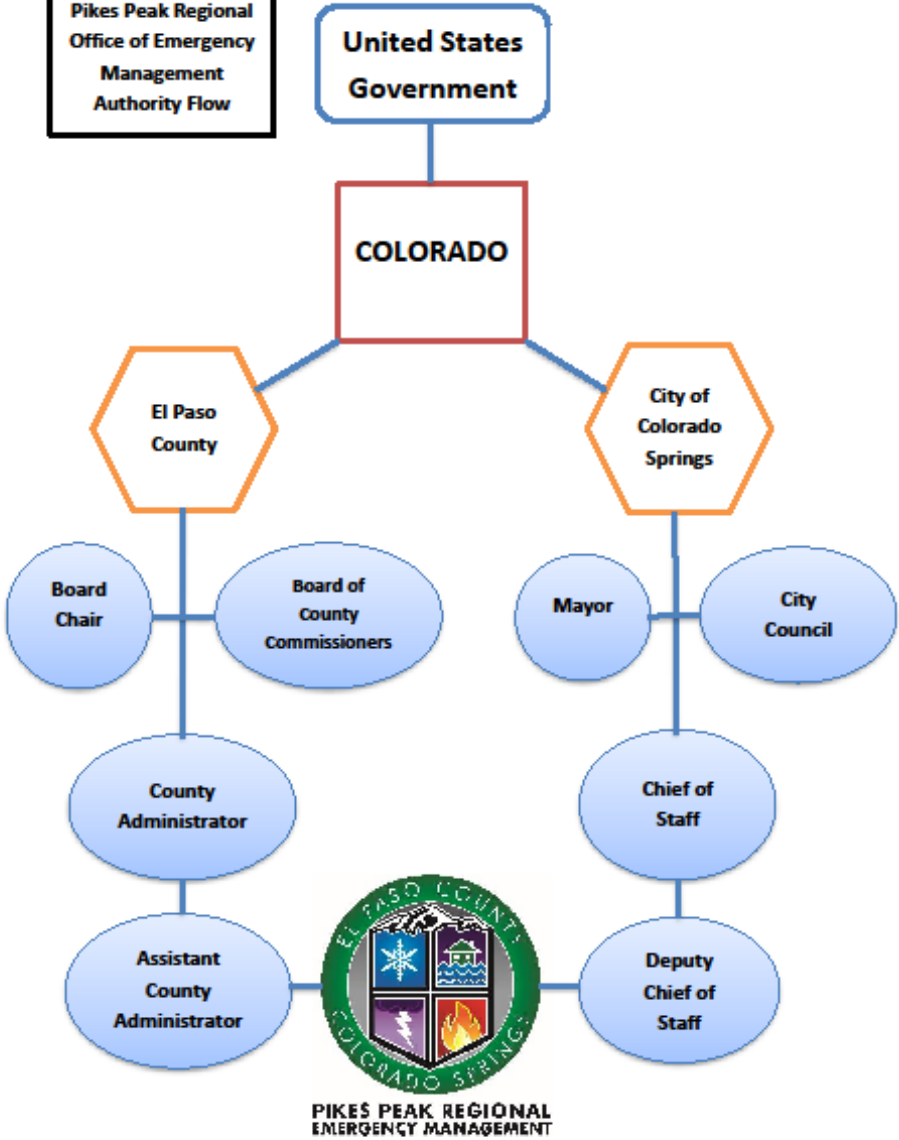 Pikes Peak Regional
Office of Emergency
Management
Authority Flow
United States
Government
COLORADO
El Paso
County
City of
Colorado
Springs
Board
Chair
Board of
County
Commissioners
Mayor
City
Council
County
Administrator
Chief of
Staff
Assistant
County
Administrator
EL PASO COUNTY
COLORADO SPRINGS
Deputy
Chief of
Staff
PIKES PEAK REGIONAL
EMERGENCY MANAGEMENT